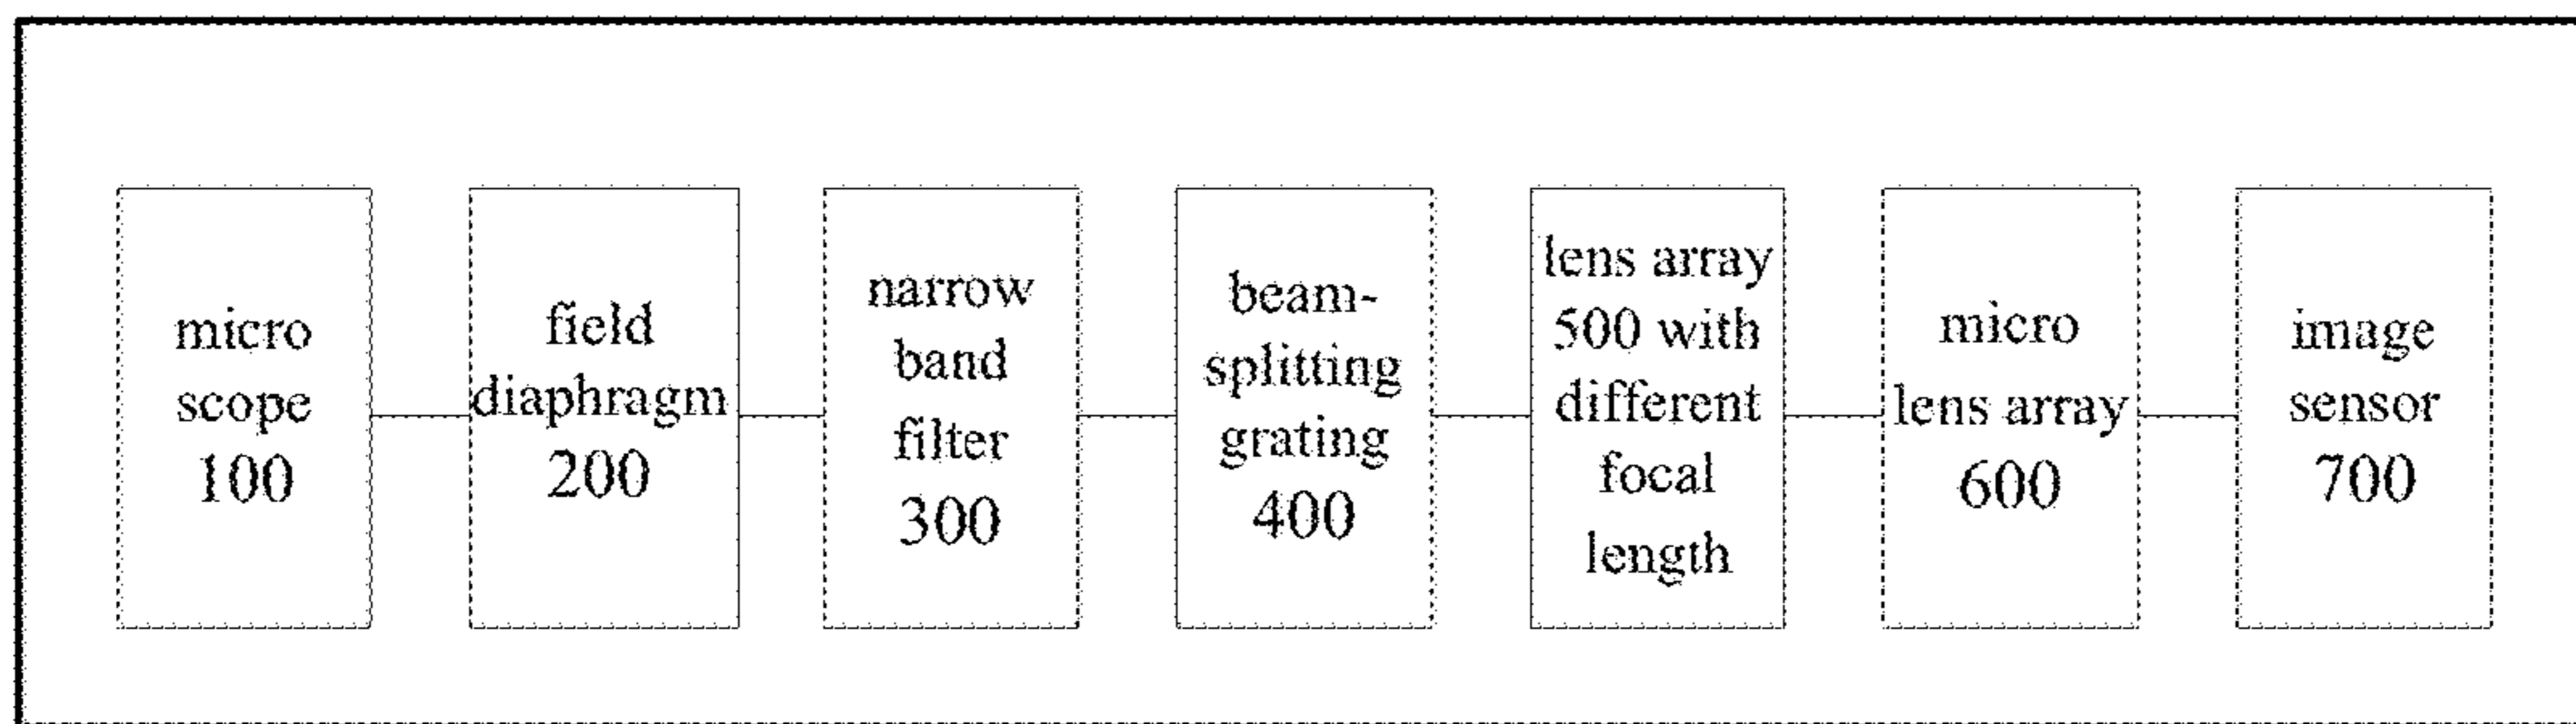 micro
scope
100
field
diaphragm
200
narrow
band
filter
300
beam-
splitting
grating
400
lens array
500 with
different
focal
length
micro
lens array
600
image
sensor
700